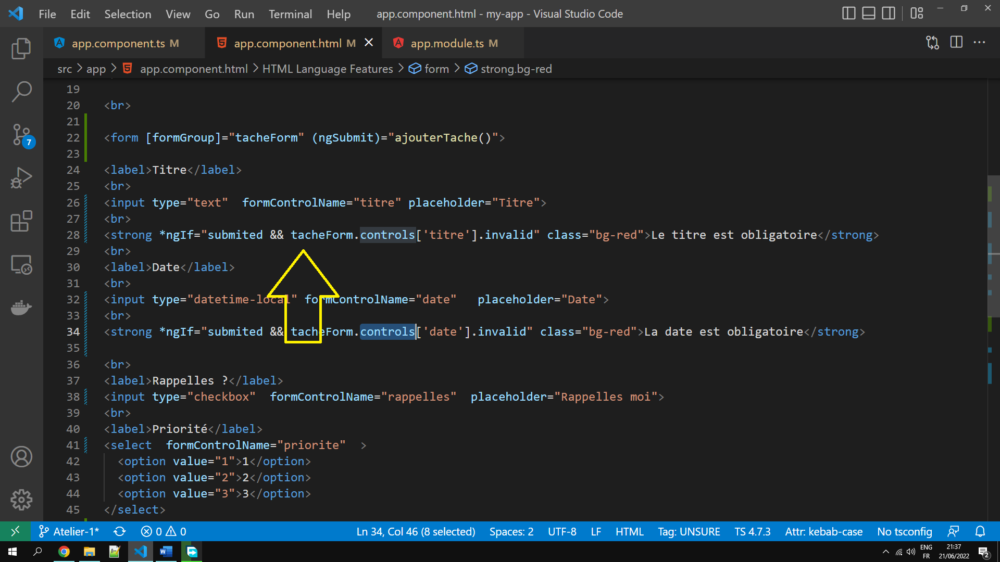 File Edit Selection View Go Run Terminal Help app.component.html - my-app - Visual Studio Code
app.component.ts M app.component.html M app.module.ts M
src > app > app.component.html > HTML Language Features > form > strong.bg-red
19
20 <br>
21
22 <form [formGroup]="tacheForm" (ngSubmit)="ajouterTache()">
23
24 <label>Titre</label>
25 <br>
26 <input type="text"  formControlName="titre" placeholder="Titre">
27 <br>
28 <strong *ngIf="submited && tacheForm.controls['titre'].invalid" class="bg-red">Le titre est obligatoire</strong>
29 <br>
30 <label>Date</label>
31 <br>
32 <input type="datetime-local" formControlName="date"   placeholder="Date">
33 <br>
34 <strong *ngIf="submited && tacheForm.controls['date'].invalid" class="bg-red">La date est obligatoire</strong>
35
36 <br>
37 <label>Rappelles ?</label>
38 <input type="checkbox"  formControlName="rappelles"  placeholder="Rappelles moi">
39 <br>
40 <label>Priorité</label>
41 <select  formControlName="priorite"  >
42   <option value="1">1</option>
43   <option value="2">2</option>
44   <option value="3">3</option>
45 </select>
7
Atelier-1* 0 0 Ln 34, Col 46 (8 selected) Spaces: 2 UTF-8 LF HTML Tag: UNSURE TS 4.7.3 Attr: kebab-case No tsconfig
ENG 21:37
FR 21/06/2022 2